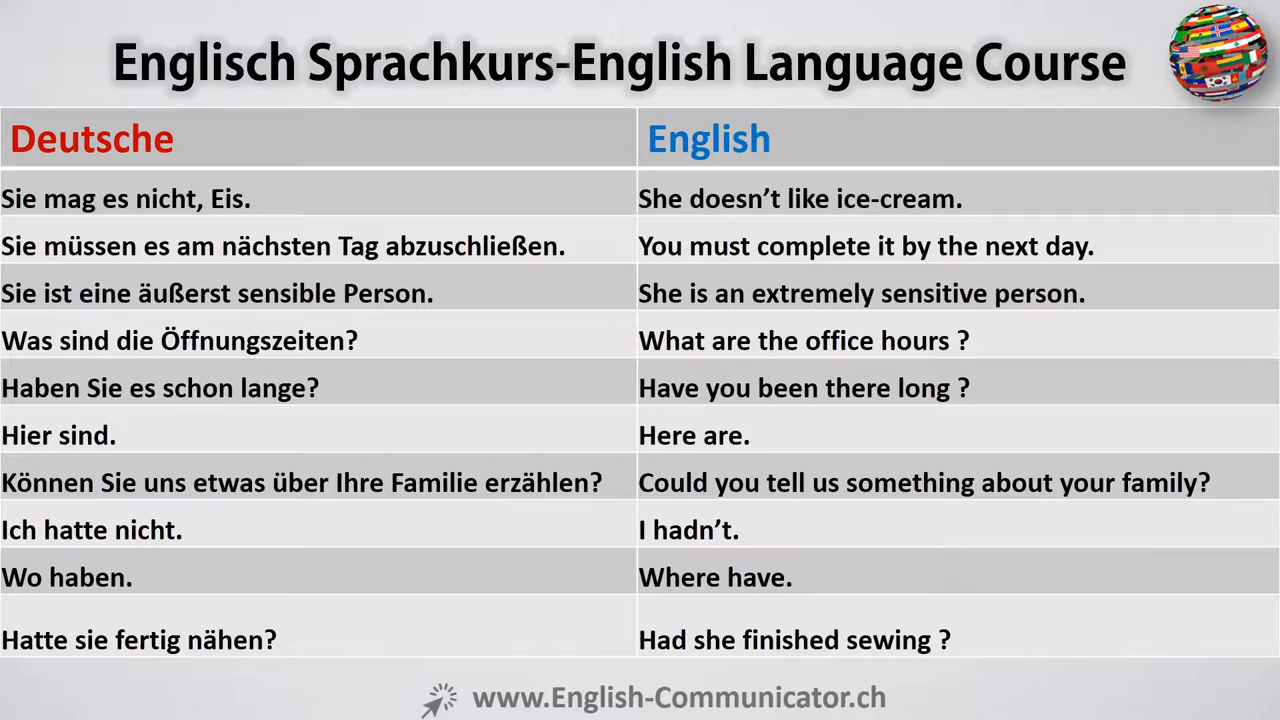 Englisch Sprachkurs-English Language Course
Deutsche English
Sie mag es nicht, Eis. She doesn’t like ice-cream.
Sie müssen es am nächsten Tag abzuschließen. You must complete it by the next day.
Sie ist eine äußerst sensible Person. She is an extremely sensitive person.
Was sind die Öffnungszeiten? What are the office hours ?
Haben Sie es schon lange? Have you been there long ?
Hier sind. Here are.
Können Sie uns etwas über Ihre Familie erzählen? Could you tell us something about your family?
Ich hatte nicht. I hadn’t.
Wo haben. Where have.
Hatte sie fertig nähen? Had she finished sewing ?
www.English-Communicator.ch